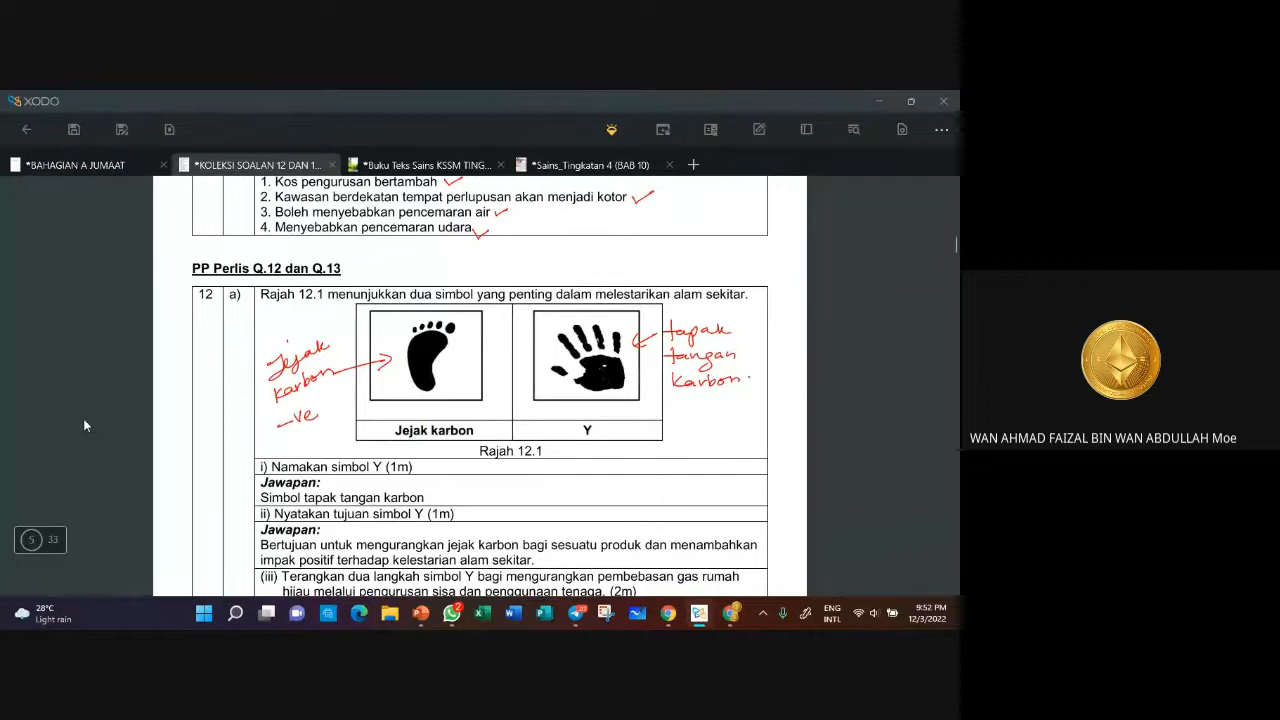 XODO
*BAHAGIAN A JUMAAT
*KOLEKSI SOALAN 12 DAN 1...
*Buku Teks Sains KSSM TING...
*Sains_Tingkatan 4 (BAB 10)
1. Kos pengurusan bertambah
2. Kawasan berdekatan tempat perlupusan akan menjadi kotor
3. Boleh menyebabkan pencemaran air
4. Menyebabkan pencemaran udara
PP Perlis Q.12 dan Q.13
12 a) Rajah 12.1 menunjukkan dua simbol yang penting dalam melestarikan alam sekitar.
Jejak
karbon
-ve
tapak
tangan
karbon.
Jejak karbon Y
Rajah 12.1
i) Namakan simbol Y (1m)
Jawapan:
Simbol tapak tangan karbon
ii) Nyatakan tujuan simbol Y (1m)
Jawapan:
Bertujuan untuk mengurangkan jejak karbon bagi sesuatu produk dan menambahkan
impak positif terhadap kelestarian alam sekitar.
(iii) Terangkan dua langkah simbol Y bagi mengurangkan pembebasan gas rumah
hijau melalui pengurusan sisa dan penggunaan tenaga. (2m)
5 33
WAN AHMAD FAIZAL BIN WAN ABDULLAH Moe
28°C
Light rain
2
ENG
INTL
9:52 PM
12/3/2022